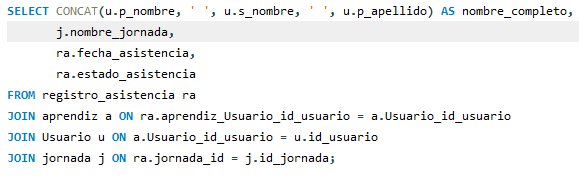 SELECT CONCAT(u.p_nombre, ' ', u.s_nombre, ' ', u.p_apellido) AS nombre_completo,
       j.nombre_jornada,
       ra.fecha_asistencia,
       ra.estado_asistencia
FROM registro_asistencia ra
JOIN aprendiz a ON ra.aprendiz_Usuario_id_usuario = a.Usuario_id_usuario
JOIN Usuario u ON a.Usuario_id_usuario = u.id_usuario
JOIN jornada j ON ra.jornada_id = j.id_jornada;